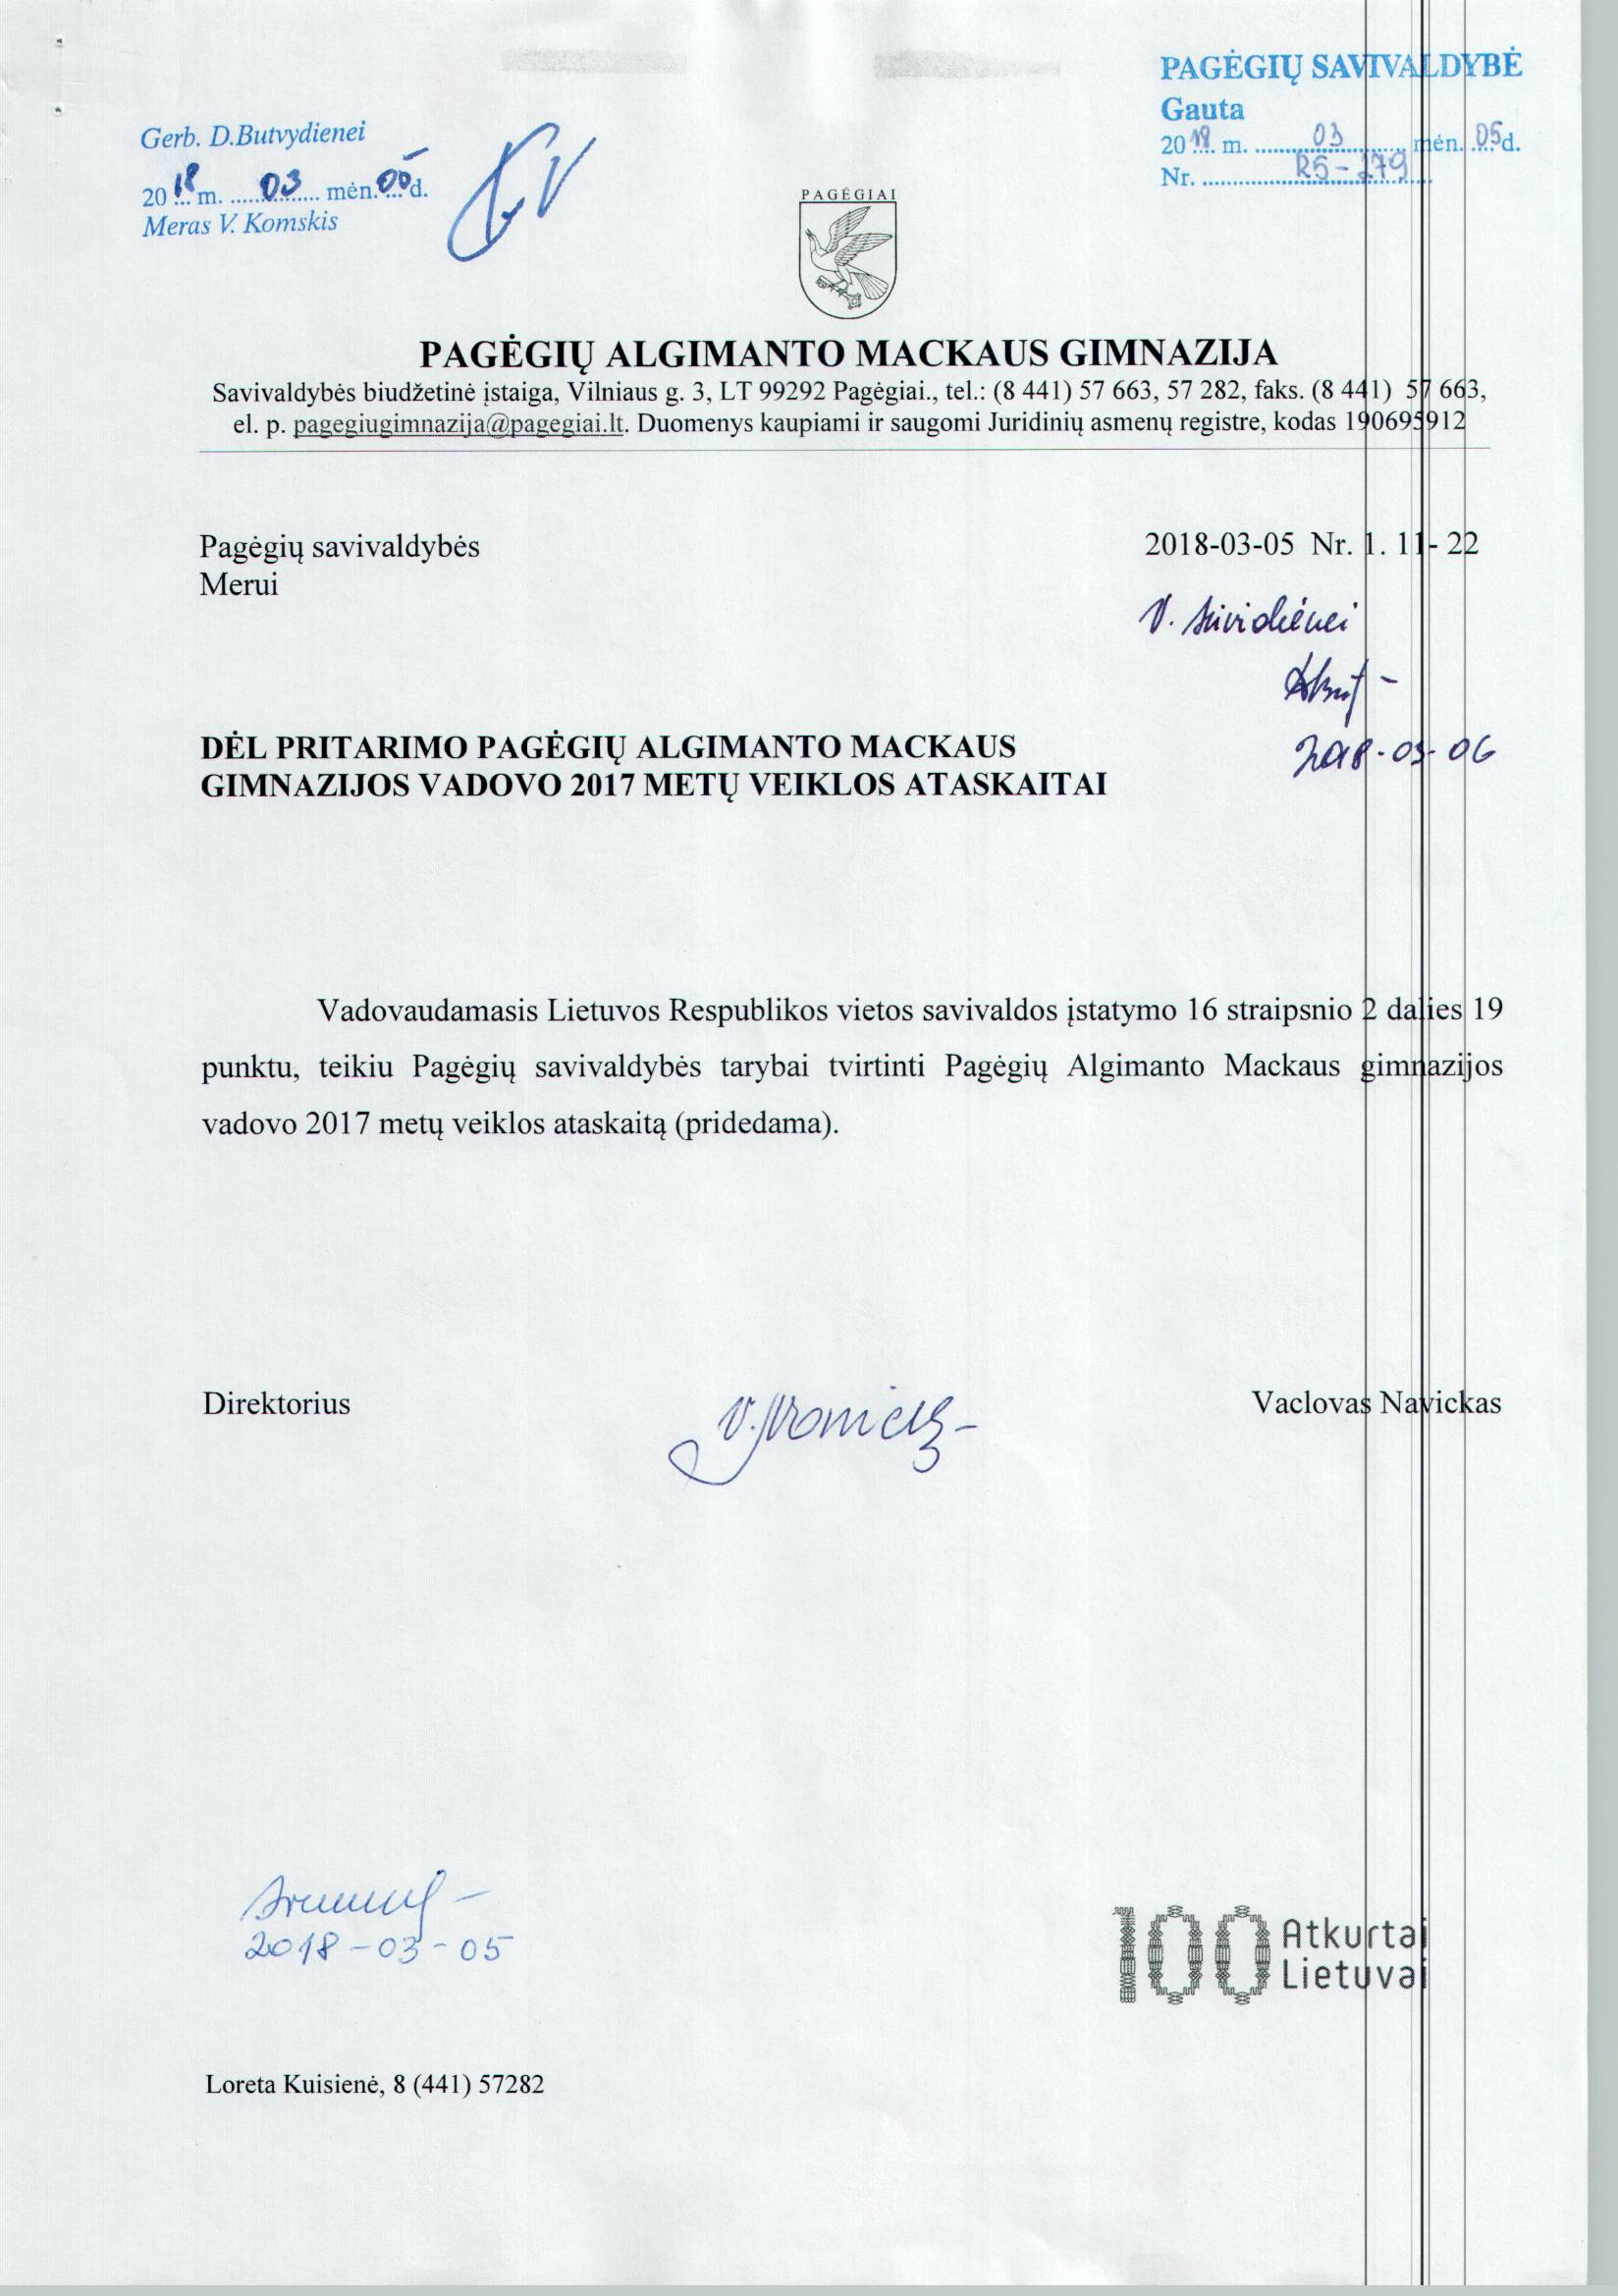 PAGĖGIŲ SAVIVALDYBĖ
Gauta
2018 m. 03 mėn. 05 d.
Nr. R5-279
Gerb. D.Butvydienei
2018 m. 03 mėn. 05 d.
Meras V. Komskis
PAGĖGIAI
PAGĖGIŲ ALGIMANTO MACKAUS GIMNAZIJA
Savivaldybės biudžetinė įstaiga, Vilniaus g. 3, LT 99292 Pagėgiai., tel.: (8 441) 57 663, 57 282, faks. (8 441) 57 663,
el. p. pagegiugimnazija@pagegiai.lt. Duomenys kaupiami ir saugomi Juridinių asmenų registre, kodas 190695912
Pagėgių savivaldybės
Merui
2018-03-05 Nr. 1. 11- 22
V.
2018-03-06
DĖL PRITARIMO PAGĖGIŲ ALGIMANTO MACKAUS
GIMNAZIJOS VADOVO 2017 METŲ VEIKLOS ATASKAITAI
Vadovaudamasis Lietuvos Respublikos vietos savivaldos įstatymo 16 straipsnio 2 dalies 19
punktu, teikiu Pagėgių savivaldybės tarybai tvirtinti Pagėgių Algimanto Mackaus gimnazijos
vadovo 2017 metų veiklos ataskaitą (pridedama).
Direktorius
Vaclovas Navickas
2018-03-05
100 Atkurtai
Lietuvai
Loreta Kuisienė, 8 (441) 57282